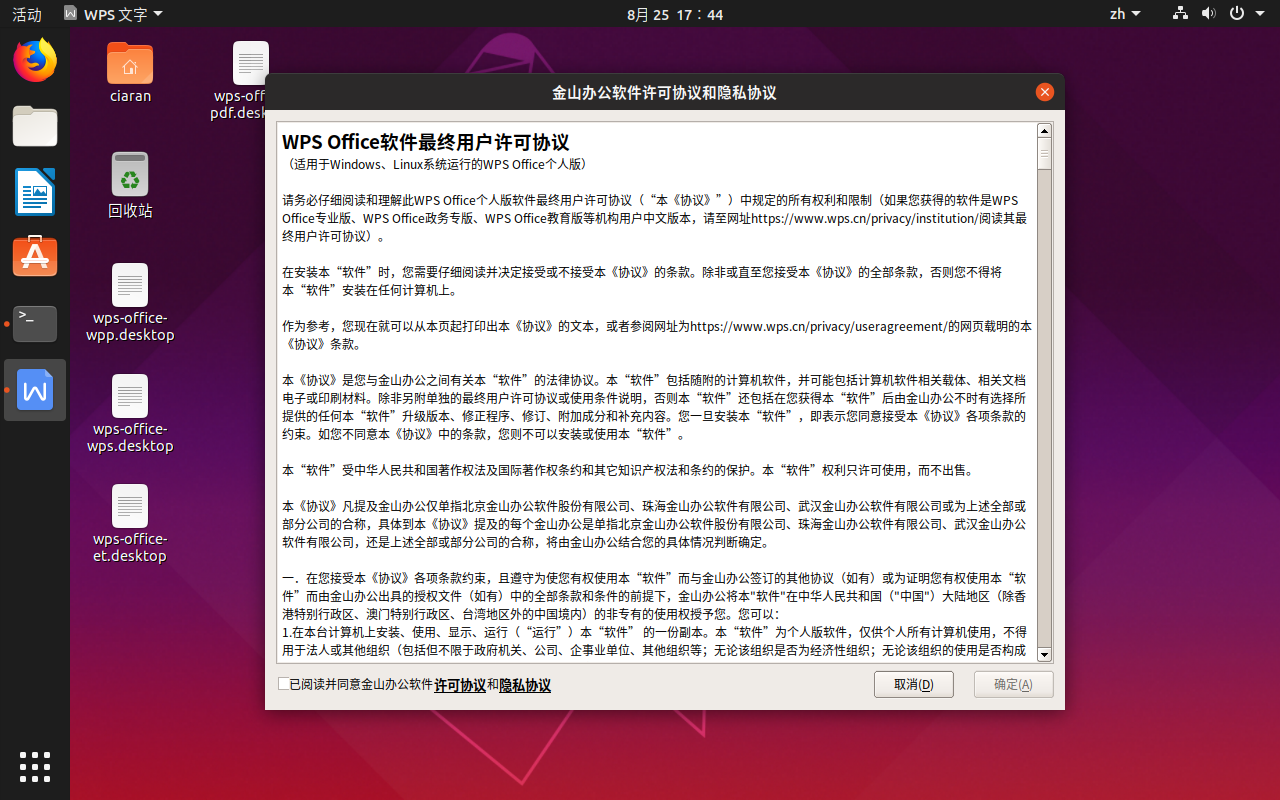 活动
WPS 文字
8月 25 17：44
zh
ciaran
wps-off
pdf.desk
回收站
wps-office-
wpp.desktop
wps-office-
wps.desktop
wps-office-
et.desktop
金山办公软件许可协议和隐私协议
WPS Office软件最终用户许可协议
（适用于Windows、Linux系统运行的WPS Office个人版）
请务必仔细阅读和理解此WPS Office个人版软件最终用户许可协议（“本《协议》”）中规定的所有权利和限制（如果您获得的软件是WPS
Office专业版、WPS Office政务专版、WPS Office教育版等机构用户中文版本，请至网址https://www.wps.cn/privacy/institution/阅读其最
终用户许可协议）。
在安装本“软件”时，您需要仔细阅读并决定接受或不接受本《协议》的条款。除非或直至您接受本《协议》的全部条款，否则您不得将
本“软件”安装在任何计算机上。
作为参考，您现在就可以从本页起打印出本《协议》的文本，或者参阅网址为https://www.wps.cn/privacy/useragreement/的网页载明的本
《协议》条款。
本《协议》是您与金山办公之间有关本“软件”的法律协议。本“软件”包括随附的计算机软件，并可能包括计算机软件相关载体、相关文档
电子或印刷材料。除非另附单独的最终用户许可协议或使用条件说明，否则本“软件”还包括在您获得本“软件”后由金山办公不时有选择所
提供的任何本“软件”升级版本、修正程序、修订、附加成分和补充内容。您一旦安装本“软件”，即表示您同意接受本《协议》各项条款的
约束。如您不同意本《协议》中的条款，您则不可以安装或使用本“软件”。
本“软件”受中华人民共和国著作权法及国际著作权条约和其它知识产权法和条约的保护。本“软件”权利只许可使用，而不出售。
本《协议》凡提及金山办公仅单指北京金山办公软件股份有限公司、珠海金山办公软件有限公司、武汉金山办公软件有限公司或为上述全部或
部分公司的合称，具体到本《协议》提及的每个金山办公是单指北京金山办公软件股份有限公司、珠海金山办公软件有限公司、武汉金山办公
软件有限公司，还是上述全部或部分公司的合称，将由金山办公结合您的具体情况判断确定。
一．在您接受本《协议》各项条款约束，且遵守为使您有权使用本“软件”而与金山办公签订的其他协议（如有）或为证明您有权使用本“软
件”而由金山办公出具的授权文件（如有）中的全部条款和条件的前提下，金山办公将本"软件"在中华人民共和国（"中国"）大陆地区（除香
港特别行政区、澳门特别行政区、台湾地区外的中国境内）的非专有的使用权授予您。您可以：
1.在本台计算机上安装、使用、显示、运行（“运行”）本“软件” 的一份副本。本“软件”为个人版软件，仅供个人所有计算机使用，不得
用于法人或其他组织（包括但不限于政府机关、公司、企事业单位、其他组织等；无论该组织是否为经济性组织；无论该组织的使用是否构成
已阅读并同意金山办公软件许可协议和隐私协议
取消(D)
确定(A)